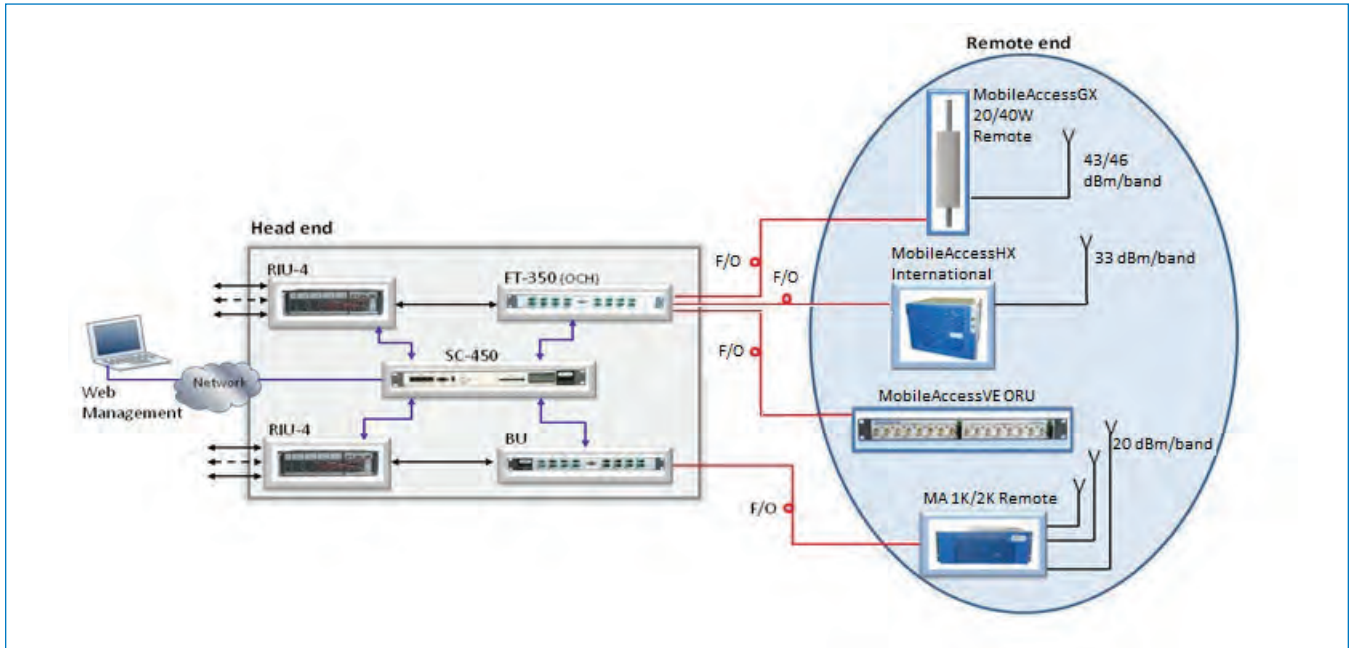 Remote end
MobileAccessGX
20/40W
Remote
43/46
dBm/band
Head end
RIU-4
FT-350 (OCH)
F/O
F/O
MobileAccessHX
International
33 dBm/band
SC-450
F/O
Network
Web
Management
MobileAccessVE ORU
RIU-4
BU
20 dBm/band
F/O
MA 1K/2K Remote